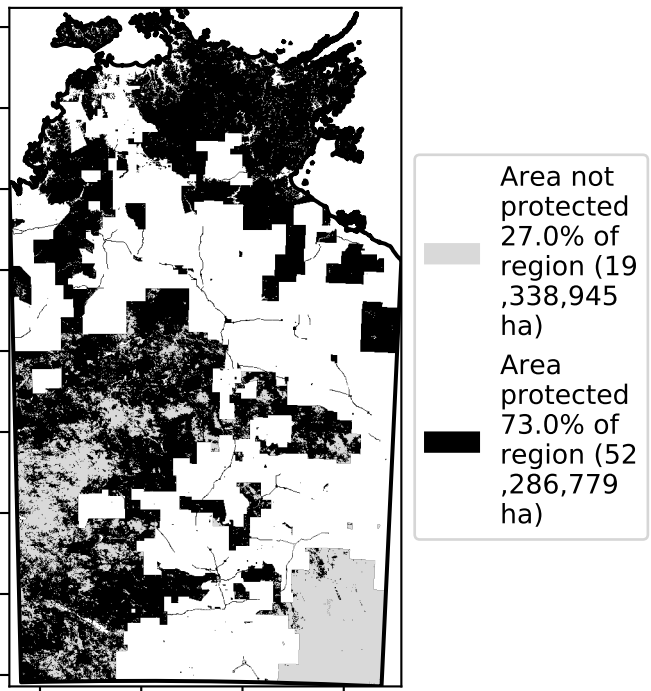 Area not
protected
27.0% of
region (19
,338,945
ha)
Area
protected
73.0% of
region (52
,286,779
ha)